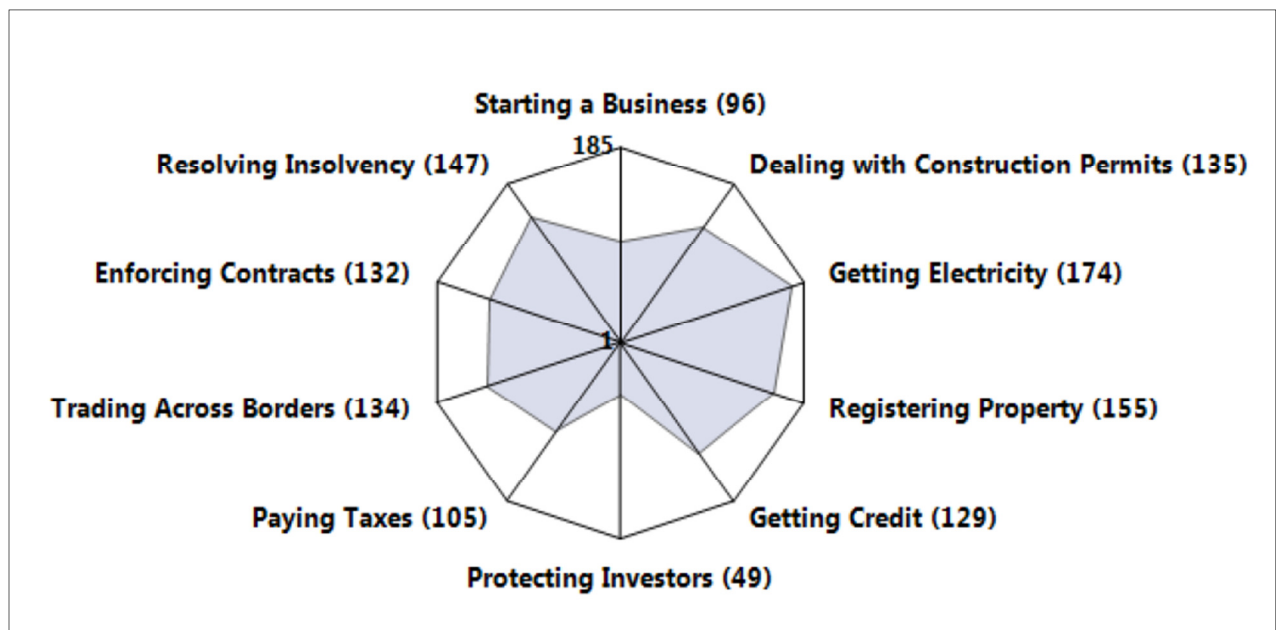 Starting a Business (96)
185
Resolving Insolvency (147)
Dealing with Construction Permits (135)
Enforcing Contracts (132)
Getting Electricity (174)
1
Trading Across Borders (134)
Registering Property (155)
Paying Taxes (105)
Getting Credit (129)
Protecting Investors (49)